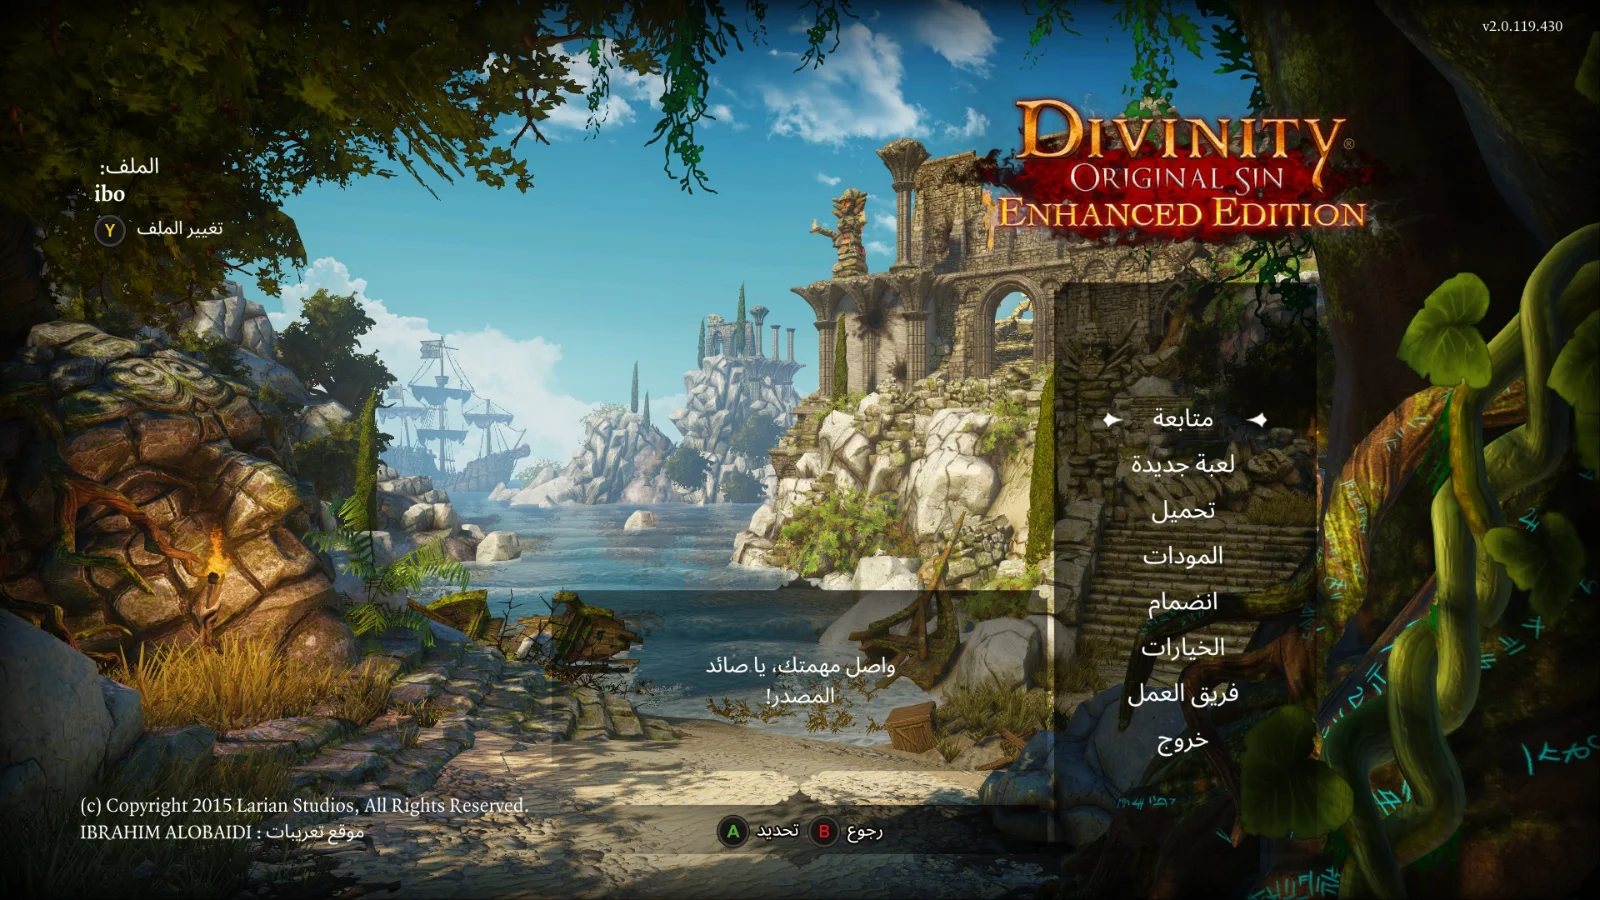 v2.0.119.430
DIVINITY®
ORIGINAL SIN
ENHANCED EDITION
الملف:
ibo
Y تغيير الملف
متابعة
لعبة جديدة
تحميل
المودات
انضمام
الخيارات
فريق العمل
خروج
واصل مهمتك، يا صائد
المصدر!
(c) Copyright 2015 Larian Studios, All Rights Reserved.
IBRAHIM ALOBAIDI : موقع تعريبات
A تحديد B رجوع